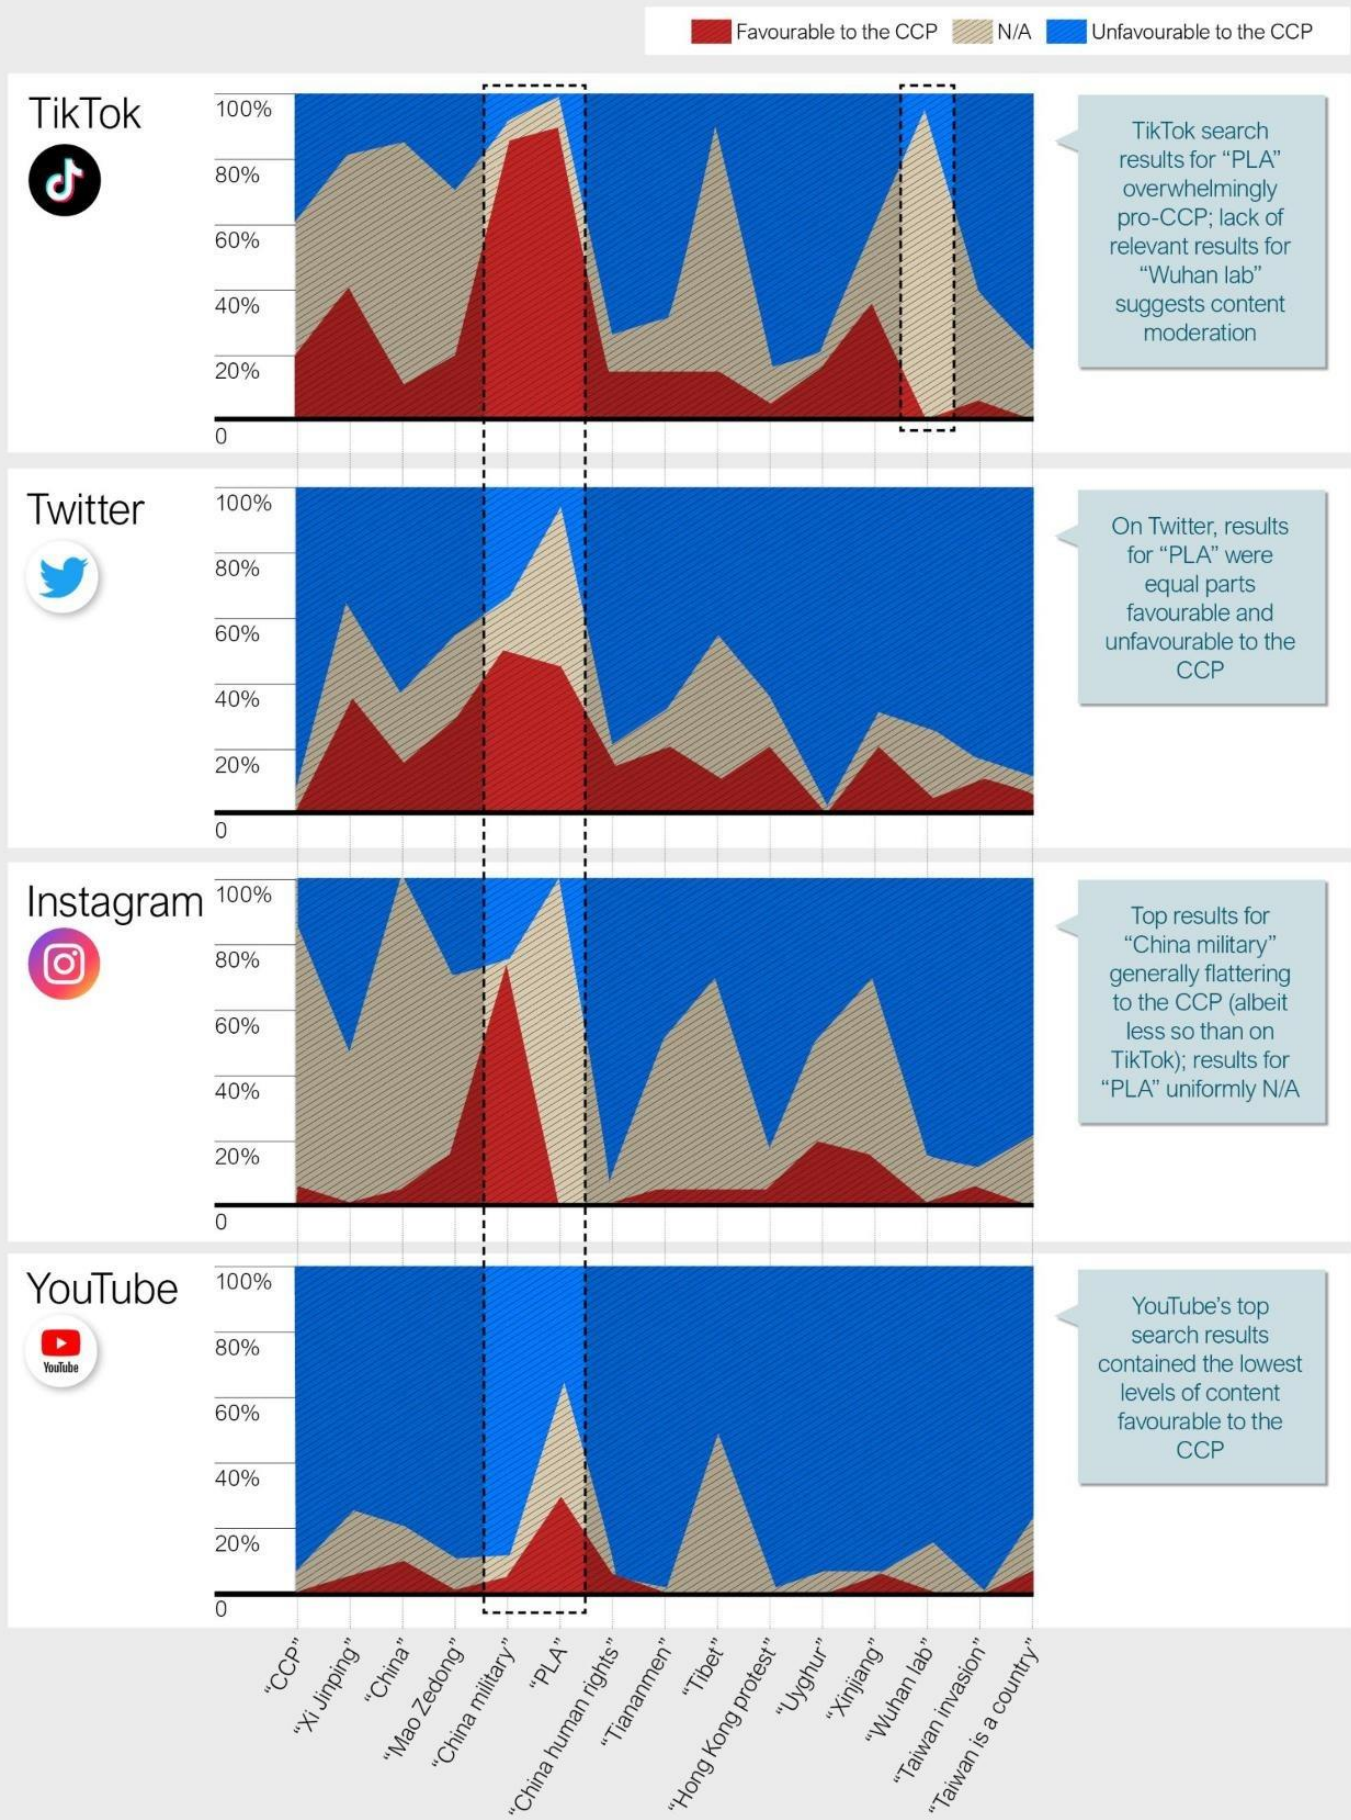 Favourable to the CCP
N/A
Unfavourable to the CCP
TikTok
100%
80%
60%
40%
20%
0
TikTok search
results for “PLA”
overwhelmingly
pro-CCP; lack of
relevant results for
“Wuhan lab”
suggests content
moderation
Twitter
100%
80%
60%
40%
20%
0
On Twitter, results
for “PLA” were
equal parts
favourable and
unfavourable to the
CCP
Instagram
100%
80%
60%
40%
20%
0
Top results for
“China military”
generally flattering
to the CCP (albeit
less so than on
TikTok); results for
“PLA” uniformly N/A
YouTube
YouTube
100%
80%
60%
40%
20%
0
YouTube’s top
search results
contained the lowest
levels of content
favourable to the
CCP
“CCP”
“Xi Jinping”
“China”
“Mao Zedong”
“China military”
“PLA”
“China human rights”
“Tiananmen”
“Tibet”
“Hong Kong protest”
“Uyghur”
“Xinjiang”
“Wuhan lab”
“Taiwan invasion”
“Taiwan is a country”